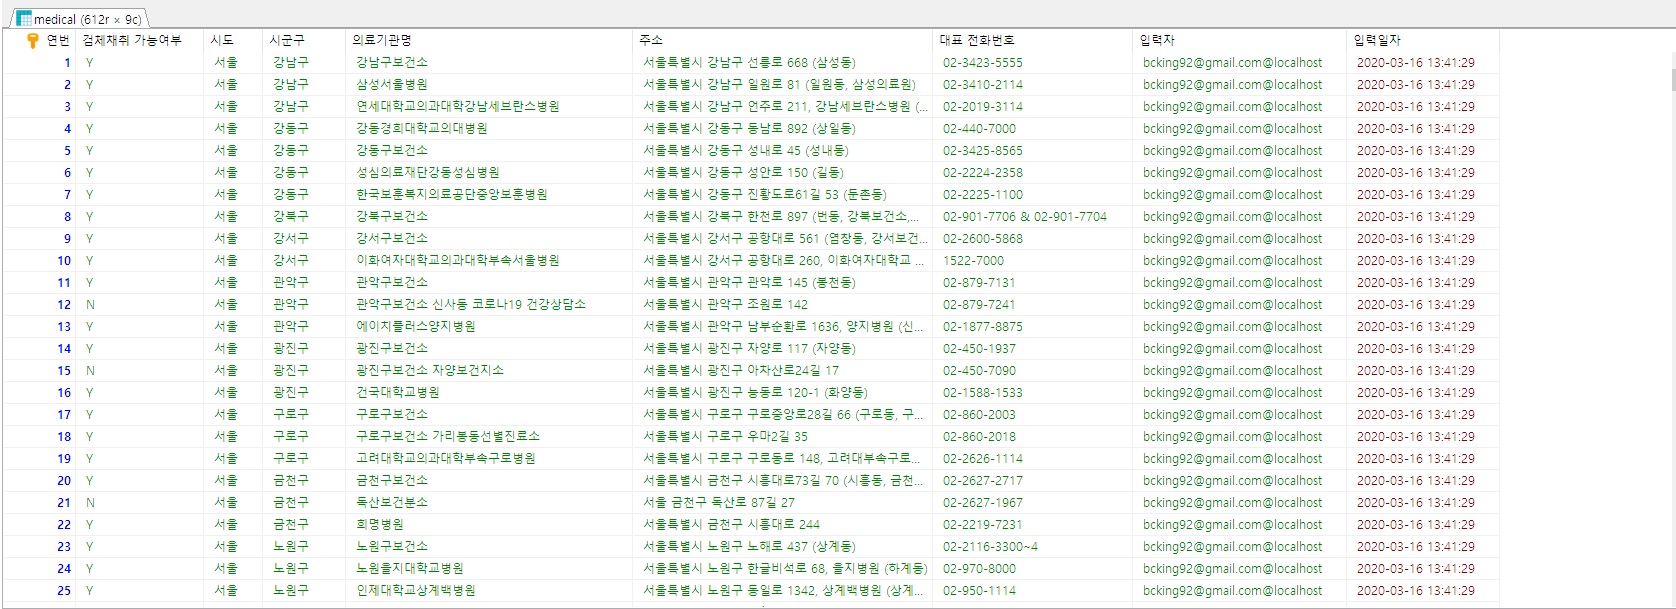 medical (612r × 9c)
연번 검체채취 가능여부 시도 시군구 의료기관명 주소 대표 전화번호 입력자 입력일자
1 Y 서울 강남구 강남구보건소 서울특별시 강남구 선릉로 668 (삼성동) 02-3423-5555 bcking92@gmail.com@localhost 2020-03-16 13:41:29
2 Y 서울 강남구 삼성서울병원 서울특별시 강남구 일원로 81 (일원동, 삼성의료원) 02-3410-2114 bcking92@gmail.com@localhost 2020-03-16 13:41:29
3 Y 서울 강남구 연세대학교의과대학강남세브란스병원 서울특별시 강남구 언주로 211, 강남세브란스병원 (... 02-2019-3114 bcking92@gmail.com@localhost 2020-03-16 13:41:29
4 Y 서울 강동구 강동경희대학교의대병원 서울특별시 강동구 동남로 892 (상일동) 02-440-7000 bcking92@gmail.com@localhost 2020-03-16 13:41:29
5 Y 서울 강동구 강동구보건소 서울특별시 강동구 성내로 45 (성내동) 02-3425-8565 bcking92@gmail.com@localhost 2020-03-16 13:41:29
6 Y 서울 강동구 성심의료재단강동성심병원 서울특별시 강동구 성안로 150 (길동) 02-2224-2358 bcking92@gmail.com@localhost 2020-03-16 13:41:29
7 Y 서울 강동구 한국보훈복지의료공단중앙보훈병원 서울특별시 강동구 진황도로61길 53 (둔촌동) 02-2225-1100 bcking92@gmail.com@localhost 2020-03-16 13:41:29
8 Y 서울 강북구 강북구보건소 서울특별시 강북구 한천로 897 (번동, 강북보건소,... 02-901-7706 & 02-901-7704 bcking92@gmail.com@localhost 2020-03-16 13:41:29
9 Y 서울 강서구 강서구보건소 서울특별시 강서구 공항대로 561 (염창동, 강서보건... 02-2600-5868 bcking92@gmail.com@localhost 2020-03-16 13:41:29
10 Y 서울 강서구 이화여자대학교의과대학부속서울병원 서울특별시 강서구 공항대로 260, 이화여자대학교 ... 1522-7000 bcking92@gmail.com@localhost 2020-03-16 13:41:29
11 Y 서울 관악구 관악구보건소 서울특별시 관악구 관악로 145 (봉천동) 02-879-7131 bcking92@gmail.com@localhost 2020-03-16 13:41:29
12 N 서울 관악구 관악구보건소 신사동 코로나19 건강상담소 서울특별시 관악구 조원로 142 02-879-7241 bcking92@gmail.com@localhost 2020-03-16 13:41:29
13 Y 서울 관악구 에이치플러스양지병원 서울특별시 관악구 남부순환로 1636, 양지병원 (신... 02-1877-8875 bcking92@gmail.com@localhost 2020-03-16 13:41:29
14 Y 서울 광진구 광진구보건소 서울특별시 광진구 자양로 117 (자양동) 02-450-1937 bcking92@gmail.com@localhost 2020-03-16 13:41:29
15 N 서울 광진구 광진구보건소 자양보건지소 서울특별시 광진구 아차산로24길 17 02-450-7090 bcking92@gmail.com@localhost 2020-03-16 13:41:29
16 Y 서울 광진구 건국대학교병원 서울특별시 광진구 능동로 120-1 (화양동) 02-1588-1533 bcking92@gmail.com@localhost 2020-03-16 13:41:29
17 Y 서울 구로구 구로구보건소 서울특별시 구로구 구로중앙로28길 66 (구로동, 구... 02-860-2003 bcking92@gmail.com@localhost 2020-03-16 13:41:29
18 Y 서울 구로구 구로구보건소 가리봉동선별진료소 서울특별시 구로구 우마2길 35 02-860-2018 bcking92@gmail.com@localhost 2020-03-16 13:41:29
19 Y 서울 구로구 고려대학교의과대학부속구로병원 서울특별시 구로구 구로동로 148, 고려대부속구로... 02-2626-1114 bcking92@gmail.com@localhost 2020-03-16 13:41:29
20 Y 서울 금천구 금천구보건소 서울특별시 금천구 시흥대로73길 70 (시흥동, 금천... 02-2627-2717 bcking92@gmail.com@localhost 2020-03-16 13:41:29
21 N 서울 금천구 독산보건분소 서울 금천구 독산로 87길 27 02-2627-1967 bcking92@gmail.com@localhost 2020-03-16 13:41:29
22 Y 서울 금천구 희명병원 서울특별시 금천구 시흥대로 244 02-2219-7231 bcking92@gmail.com@localhost 2020-03-16 13:41:29
23 Y 서울 노원구 노원구보건소 서울특별시 노원구 노해로 437 (상계동) 02-2116-3300~4 bcking92@gmail.com@localhost 2020-03-16 13:41:29
24 Y 서울 노원구 노원을지대학교병원 서울특별시 노원구 한글비석로 68, 을지병원 (하계동) 02-970-8000 bcking92@gmail.com@localhost 2020-03-16 13:41:29
25 Y 서울 노원구 인제대학교상계백병원 서울특별시 노원구 동일로 1342, 상계백병원 (상계... 02-950-1114 bcking92@gmail.com@localhost 2020-03-16 13:41:29